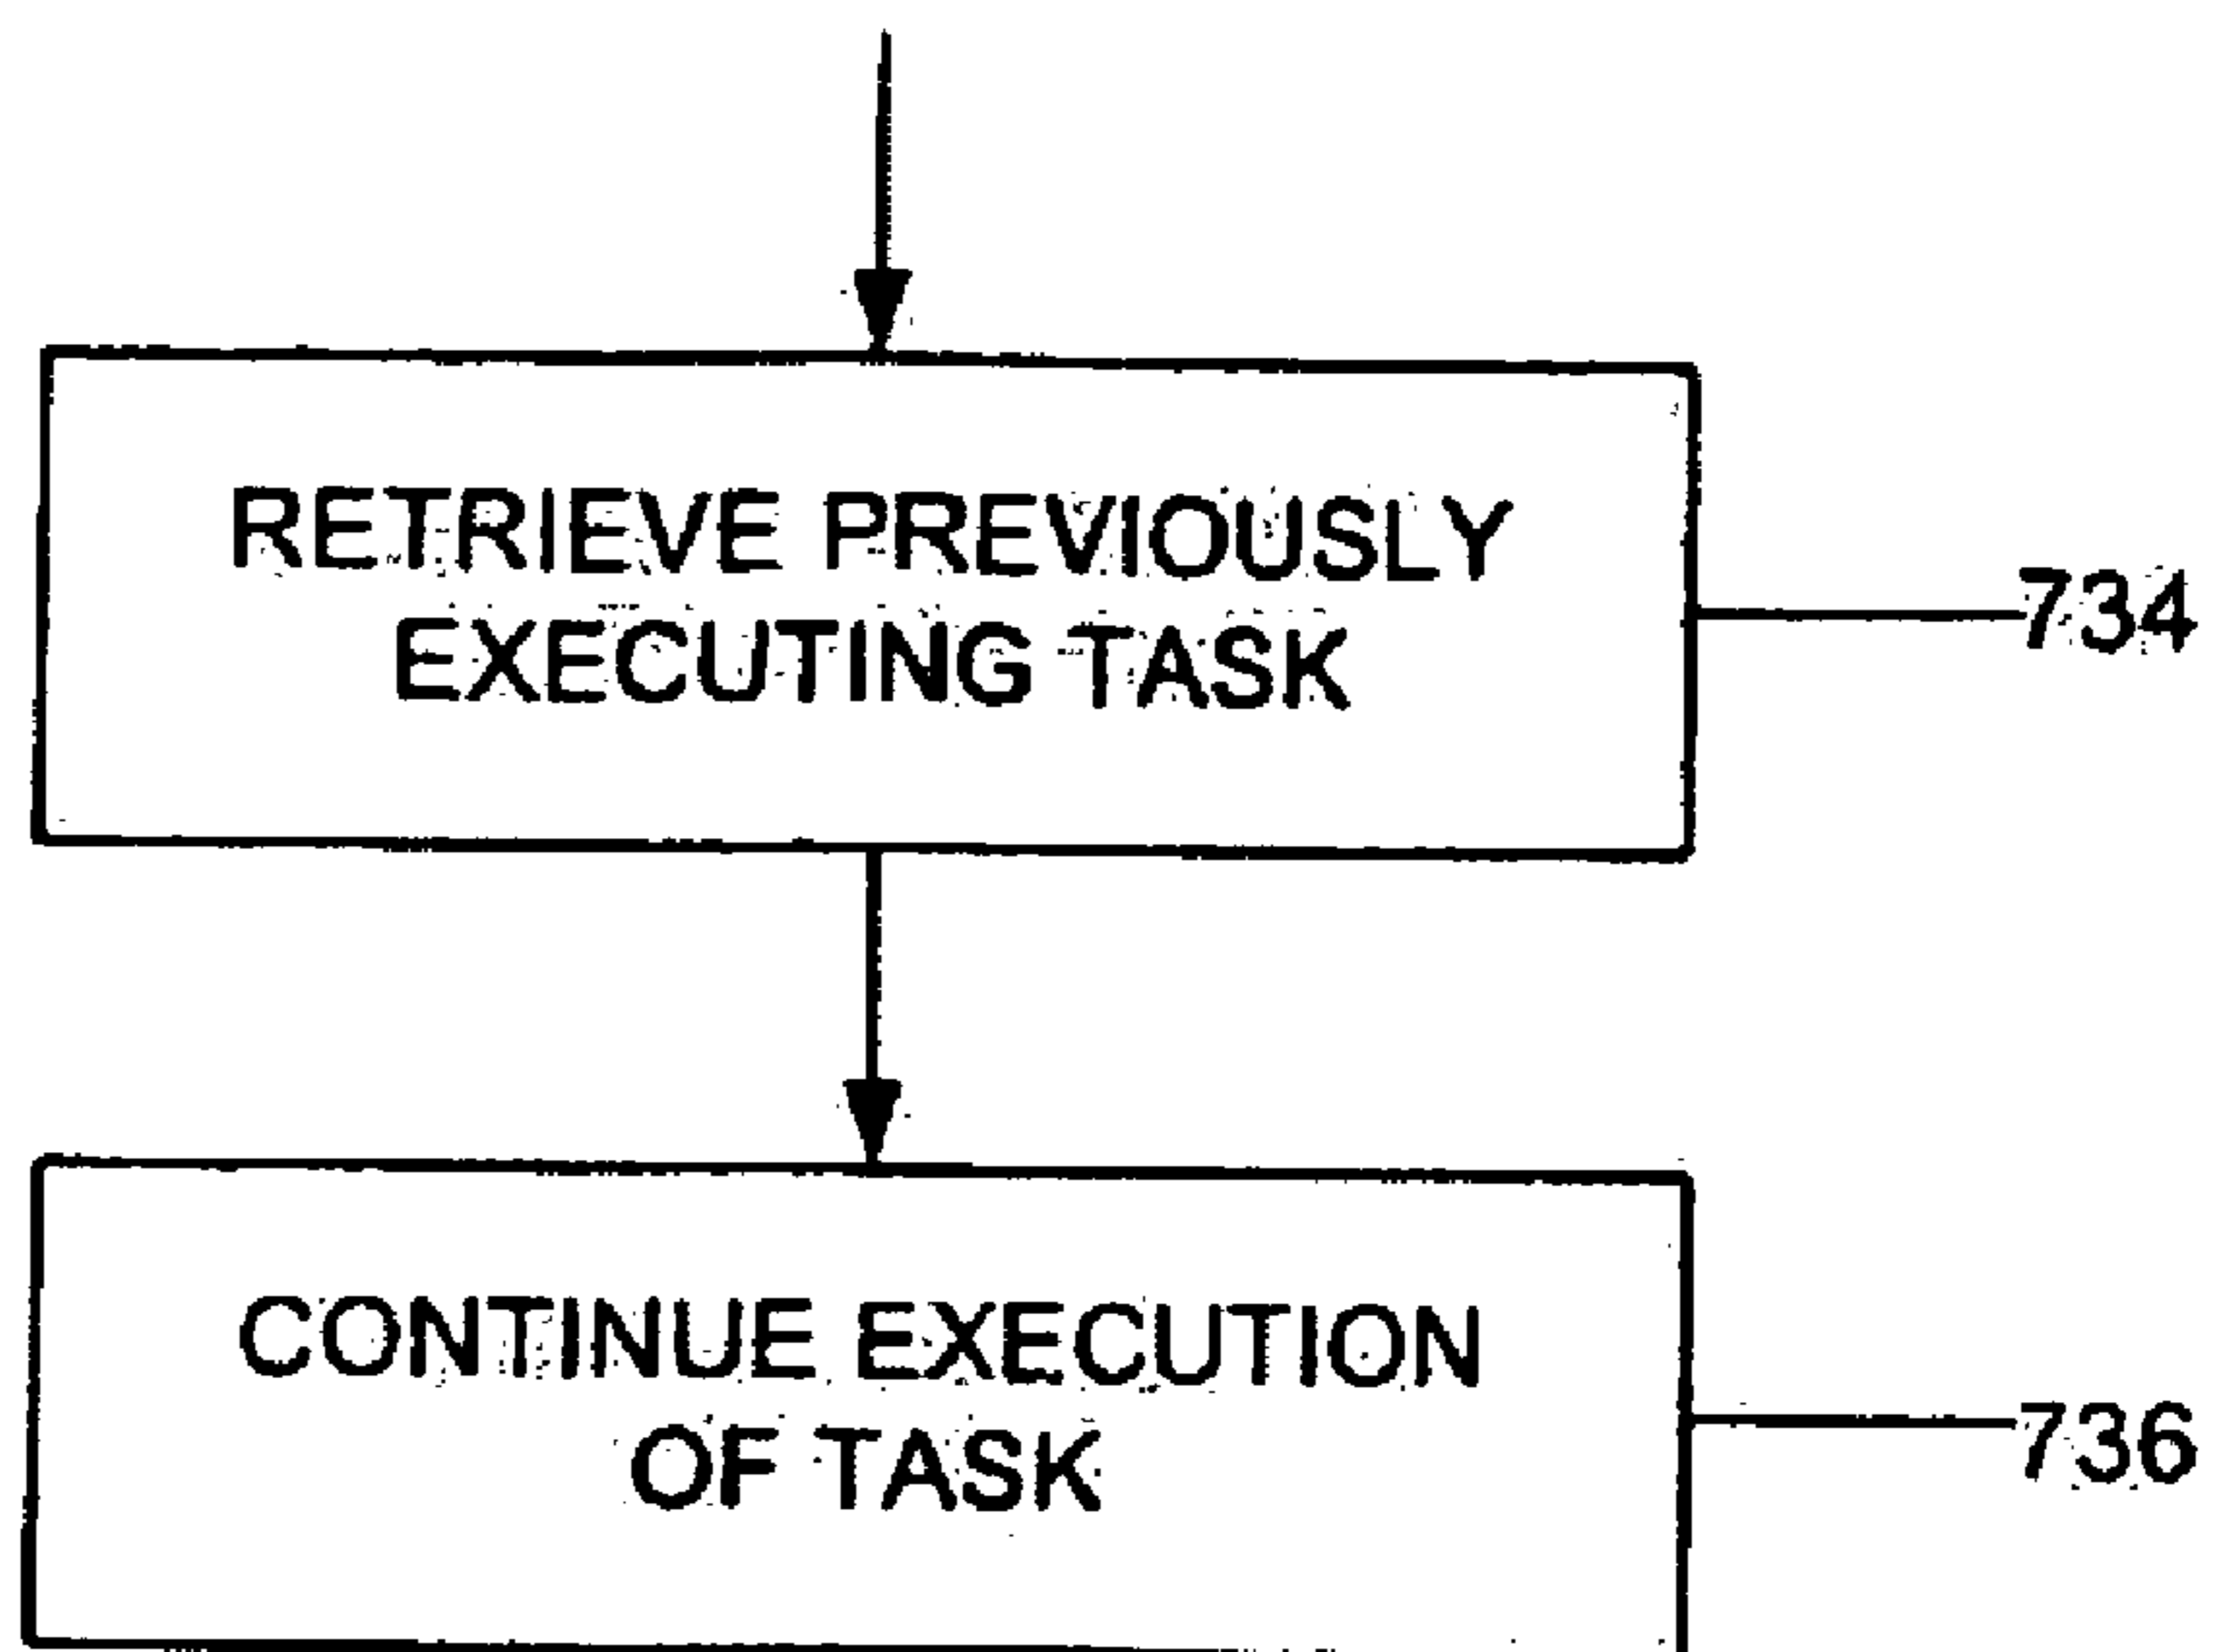 RETRIEVE PREVIOUSLY
EXECUTING TASK
734
CONTINUE EXECUTION
OF TASK
736